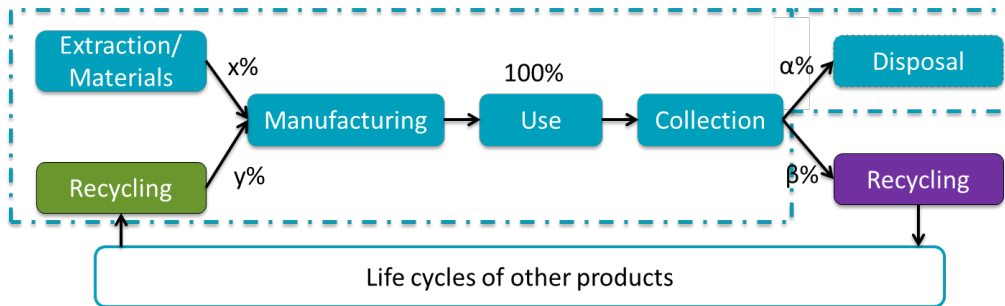 Extraction/
Materials
x%
α%
Disposal
100%
Manufacturing
Use
Collection
Recycling
y%
β%
Recycling
Life cycles of other products